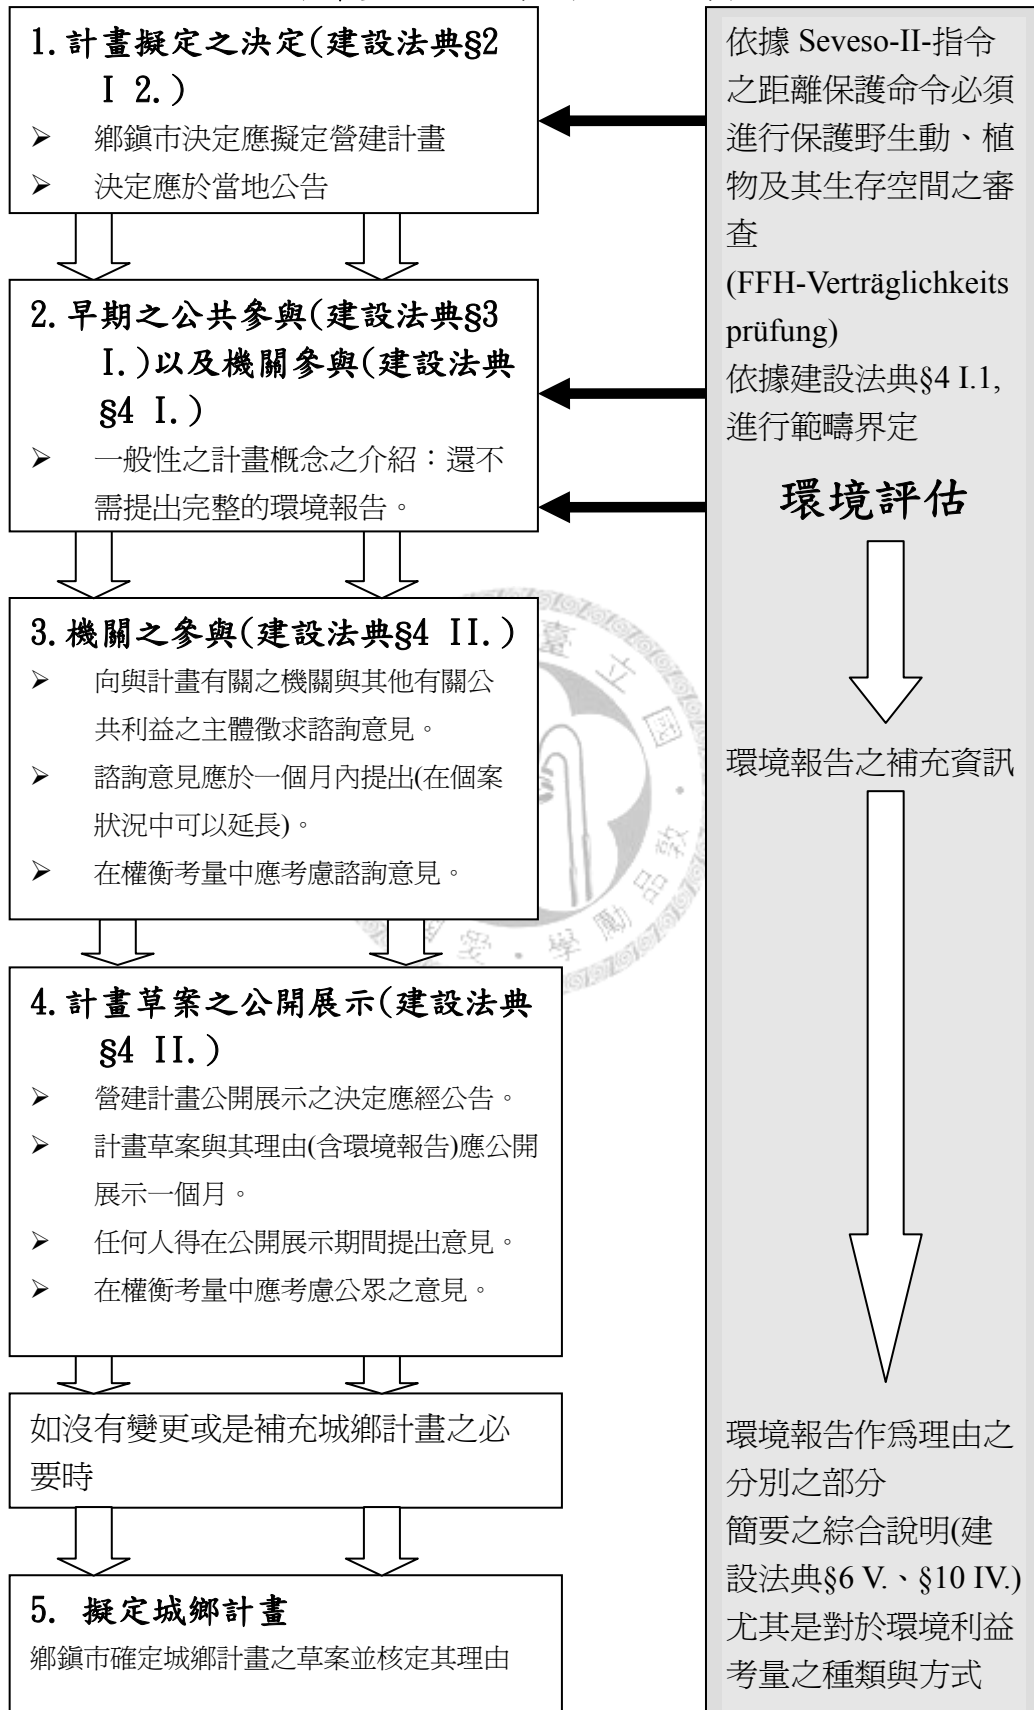 1. 計畫擬定之決定(建設法典§2
I 2.)
➢ 鄉鎮市決定應擬定營建計畫
➢ 決定應於當地公告
2. 早期之公共參與(建設法典§3
I.)以及機關參與(建設法典
§4 I.)
➢ 一般性之計畫概念之介紹：還不
需提出完整的環境報告。
3. 機關之參與(建設法典§4 II.)
➢ 向與計畫有關之機關與其他有關公
共利益之主體徵求諮詢意見。
➢ 諮詢意見應於一個月內提出(在個案
狀況中可以延長)。
➢ 在權衡考量中應考慮諮詢意見。
4. 計畫草案之公開展示(建設法典
§4 II.)
➢ 營建計畫公開展示之決定應經公告。
➢ 計畫草案與其理由(含環境報告)應公開
展示一個月。
➢ 任何人得在公開展示期間提出意見。
➢ 在權衡考量中應考慮公眾之意見。
如沒有變更或是補充城鄉計畫之必
要時
5. 擬定城鄉計畫
鄉鎮市確定城鄉計畫之草案並核定其理由
依據 Seveso-II-指令
之距離保護命令必須
進行保護野生動、植
物及其生存空間之審
查
(FFH-Verträglichkeits
prüfung)
依據建設法典§4 I.1,
進行範疇界定
環境評估
環境報告之補充資訊
環境報告作為理由之
分別之部分
簡要之綜合說明(建
設法典§6 V.、§10 IV.)
尤其是對於環境利益
考量之種類與方式